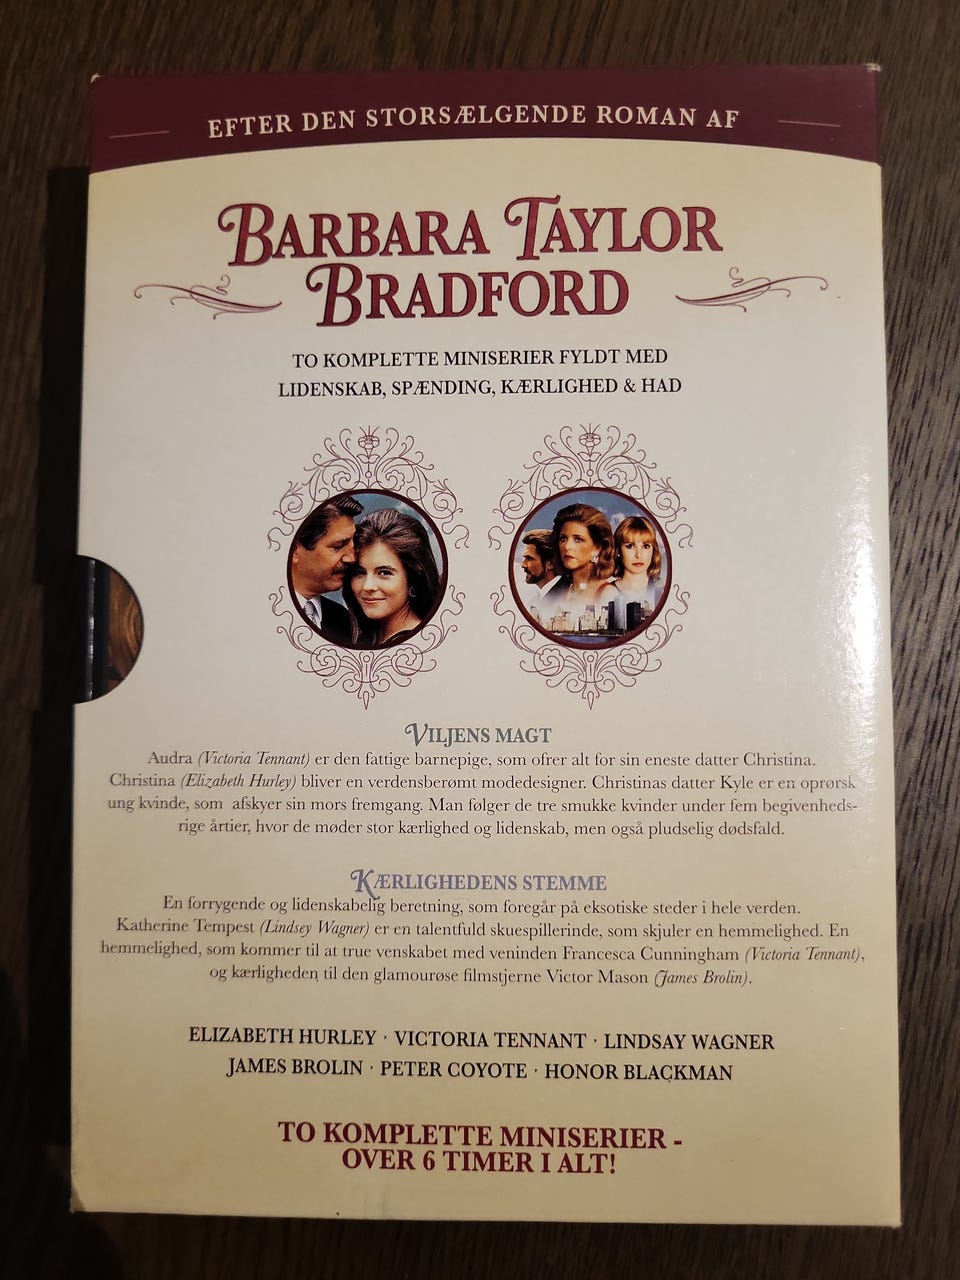 EFTER DEN STORSÆLGENDE ROMAN AF
BARBARA TAYLOR
BRADFORD
TO KOMPLETTE MINISERIER FYLDT MED
LIDENSKAB, SPÆNDING, KÆRLIGHED & HAD
VILJENS MAGT
Audra (Victoria Tennant) er den fattige barnepige, som ofrer alt for sin eneste datter Christina.
Christina (Elizabeth Hurley) bliver en verdensberømt modedesigner. Christinas datter Kyle er en oprørsk
ung kvinde, som afskyer sin mors fremgang. Man følger de tre smukke kvinder under fem begivenheds-
rige årtier, hvor de møder stor kærlighed og lidenskab, men også pludselig dødsfald.
KÆRLIGHEDENS STEMME
En forrygende og lidenskabelig beretning, som foregår på eksotiske steder i hele verden.
Katherine Tempest (Lindsey Wagner) er en talentfuld skuespillerinde, som skjuler en hemmelighed. En
hemmelighed, som kommer til at true venskabet med veninden Francesca Cunningham (Victoria Tennant),
og kærligheden til den glamourøse filmstjerne Victor Mason (James Brolin).
ELIZABETH HURLEY · VICTORIA TENNANT · LINDSAY WAGNER
JAMES BROLIN · PETER COYOTE · HONOR BLACKMAN
TO KOMPLETTE MINISERIER -
OVER 6 TIMER I ALT!